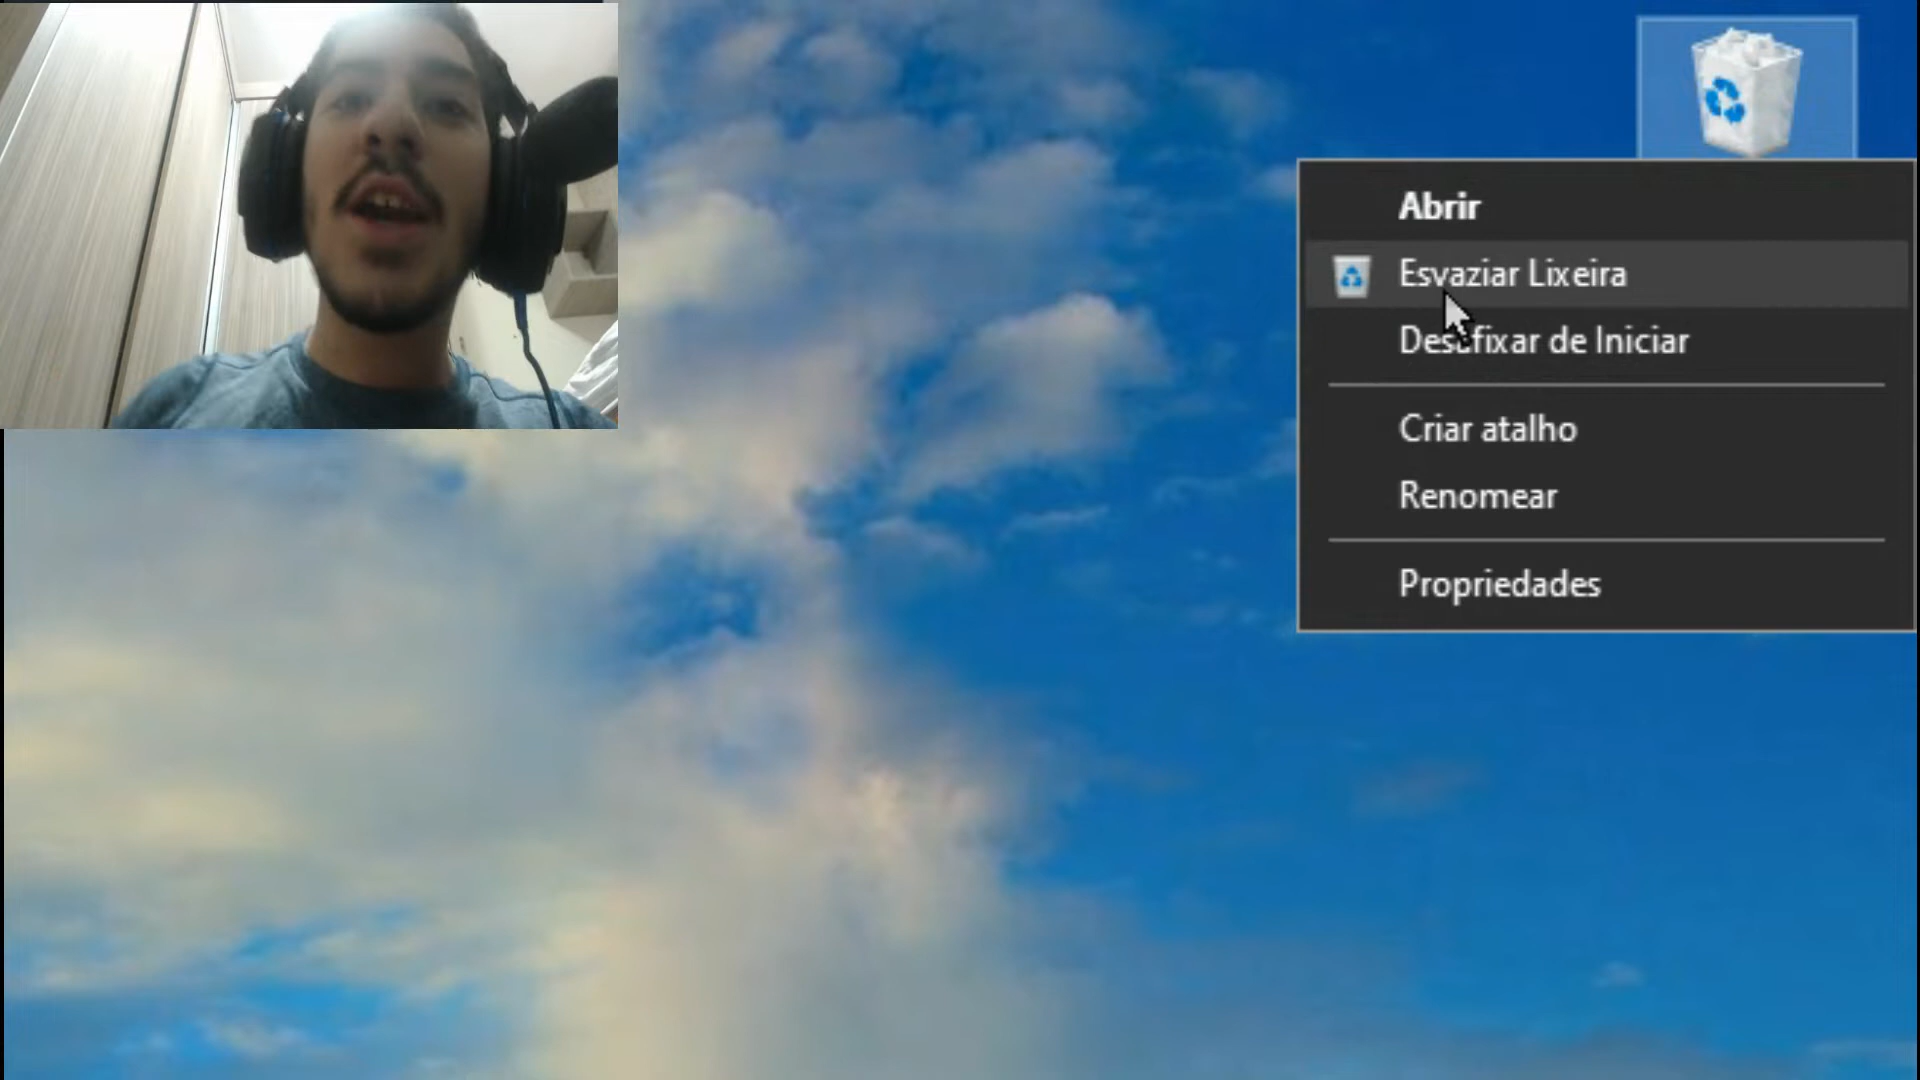 Abrir
Esvaziar Lixeira
Desafixar de Iniciar
Criar atalho
Renomear
Propriedades